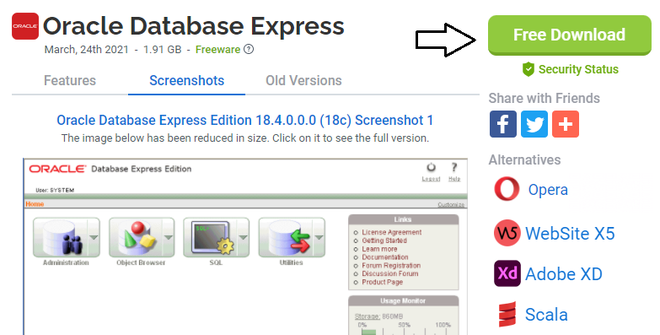 ORACLE
Oracle Database Express
March, 24th 2021 - 1.91 GB - Freeware ?
Features
Screenshots
Old Versions
Oracle Database Express Edition 18.4.0.0.0 (18c) Screenshot 1
The image below has been reduced in size. Click on it to see the full version.
ORACLE Database Express Edition
Logout
?
Help
User: SYSTEM
Home
Customize
Administration
Object Browser
SQL
Utilities
Links
License Agreement
Getting Started
Learn more
Documentation
Forum Registration
Discussion Forum
Product Page
Usage Monitor
Storage: 860MB
0% 50% 100%
Free Download
Security Status
Share with Friends
Alternatives
Opera
W5 WebSite X5
Xd Adobe XD
Scala